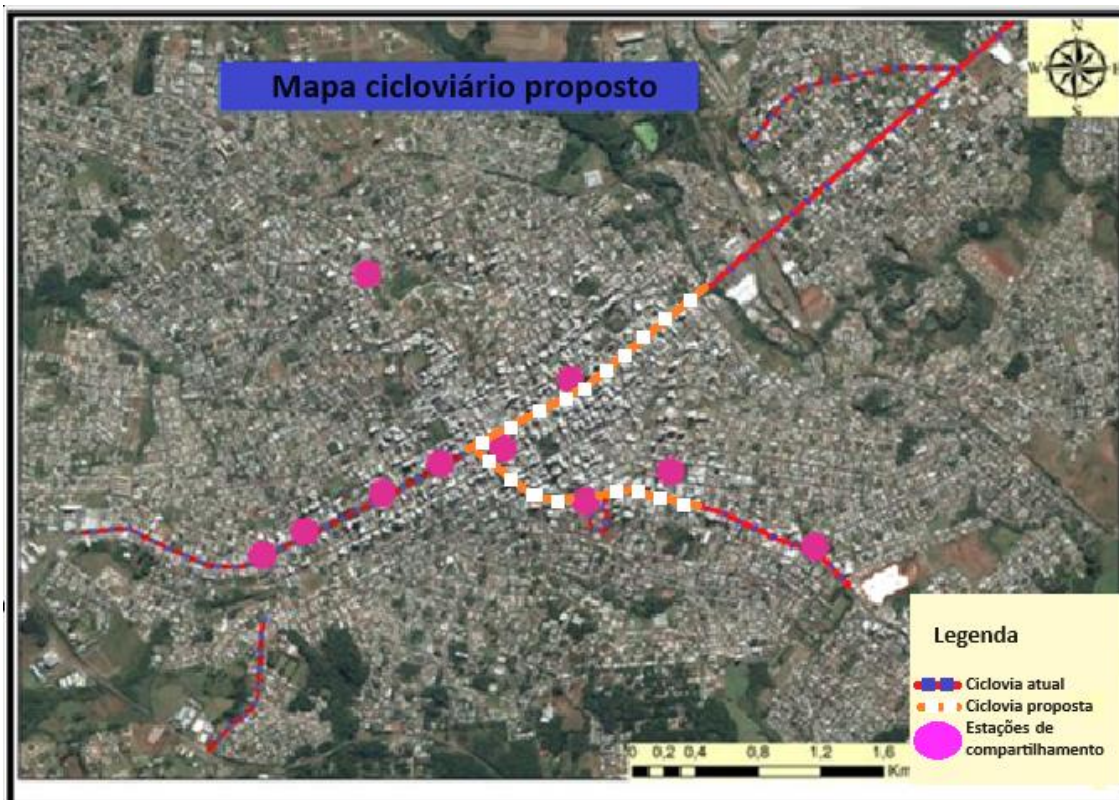 Mapa cicloviário proposto
N
W
S
Legenda
Ciclovia atual
Ciclovia proposta
Estações de
compartilhamento
0 0,2 0,4 0,8 1,2 1,6
Km